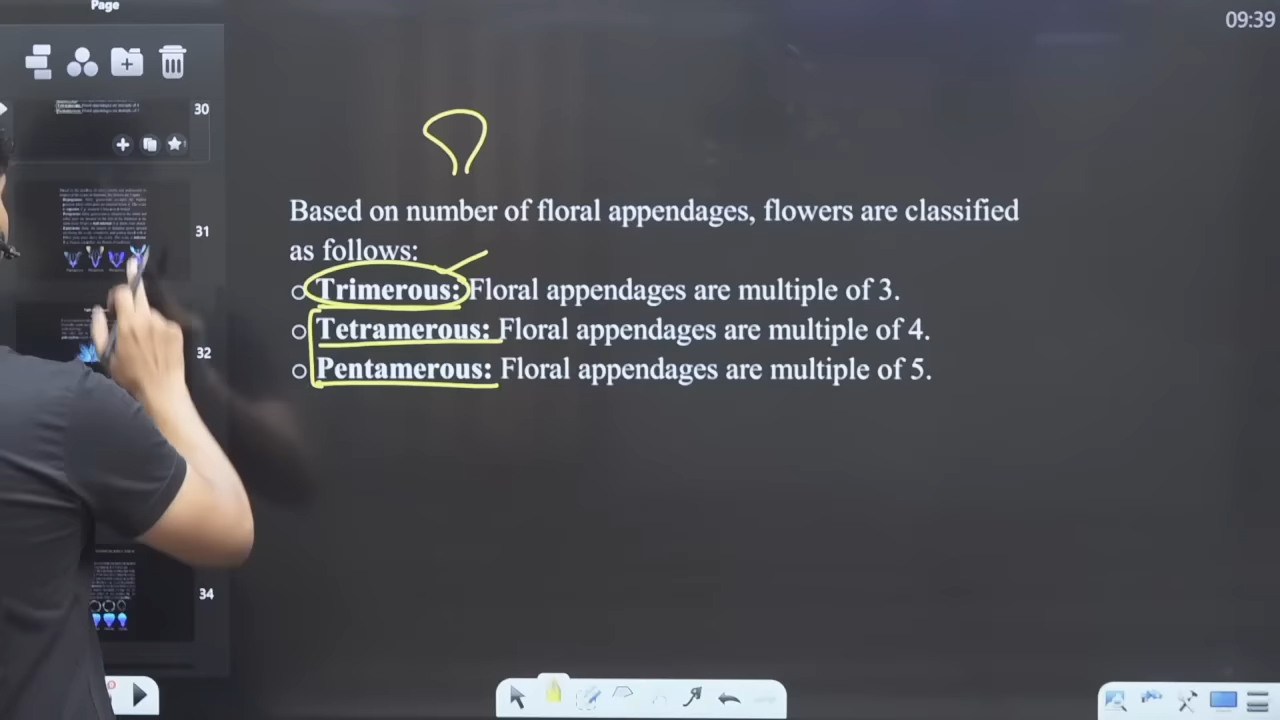 Page
09:39
30
31
32
34
Based on number of floral appendages, flowers are classified
as follows:
Trimerous: Floral appendages are multiple of 3.
Tetramerous: Floral appendages are multiple of 4.
Pentamerous: Floral appendages are multiple of 5.